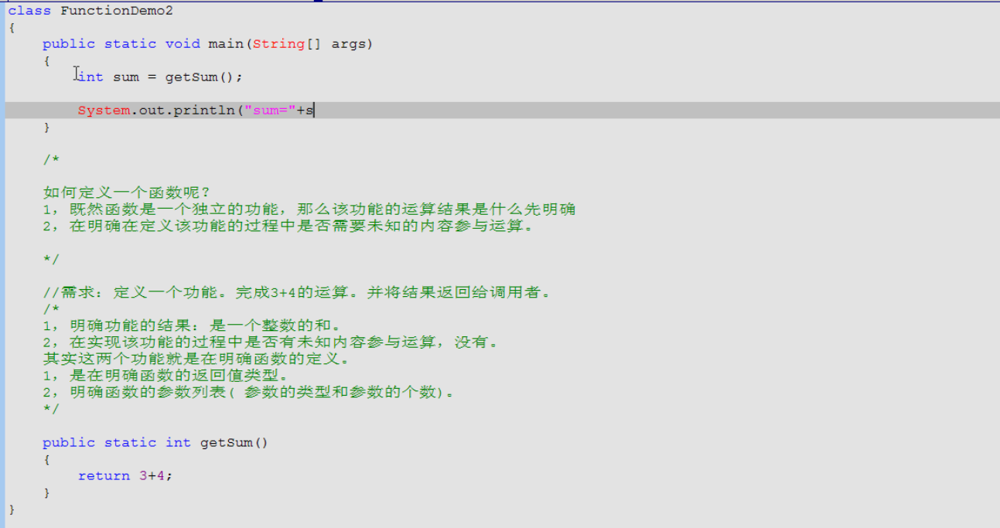 class FunctionDemo2
{
public static void main(String[] args)
{
int sum = getSum();
System.out.println("sum="+s
}
/*
如何定义一个函数呢?
1, 既然函数是一个独立的功能, 那么该功能的运算结果是什么先明确
2, 在明确在定义该功能的过程中是否需要未知的内容参与运算。
*/
//需求: 定义一个功能。完成3+4的运算。并将结果返回给调用者。
/*
1, 明确功能的结果: 是一个整数的和。
2, 在实现该功能的过程中是否有未知内容参与运算, 没有。
其实这两个功能就是在明确函数的定义。
1, 是在明确函数的返回值类型。
2, 明确函数的参数列表( 参数的类型和参数的个数)。
*/
public static int getSum()
{
return 3+4;
}
}